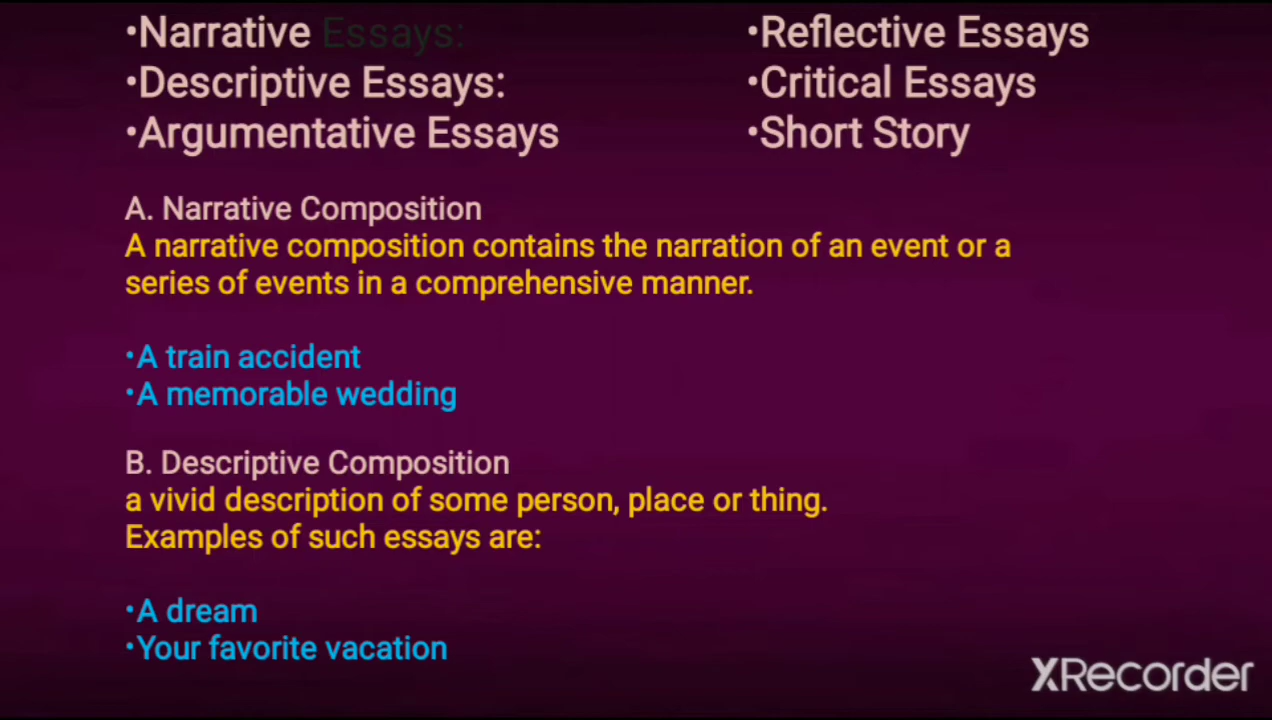 •Narrative Essays:
•Descriptive Essays:
•Argumentative Essays
•Reflective Essays
•Critical Essays
•Short Story
A. Narrative Composition
A narrative composition contains the narration of an event or a
series of events in a comprehensive manner.
•A train accident
•A memorable wedding
B. Descriptive Composition
a vivid description of some person, place or thing.
Examples of such essays are:
•A dream
•Your favorite vacation
XRecorder